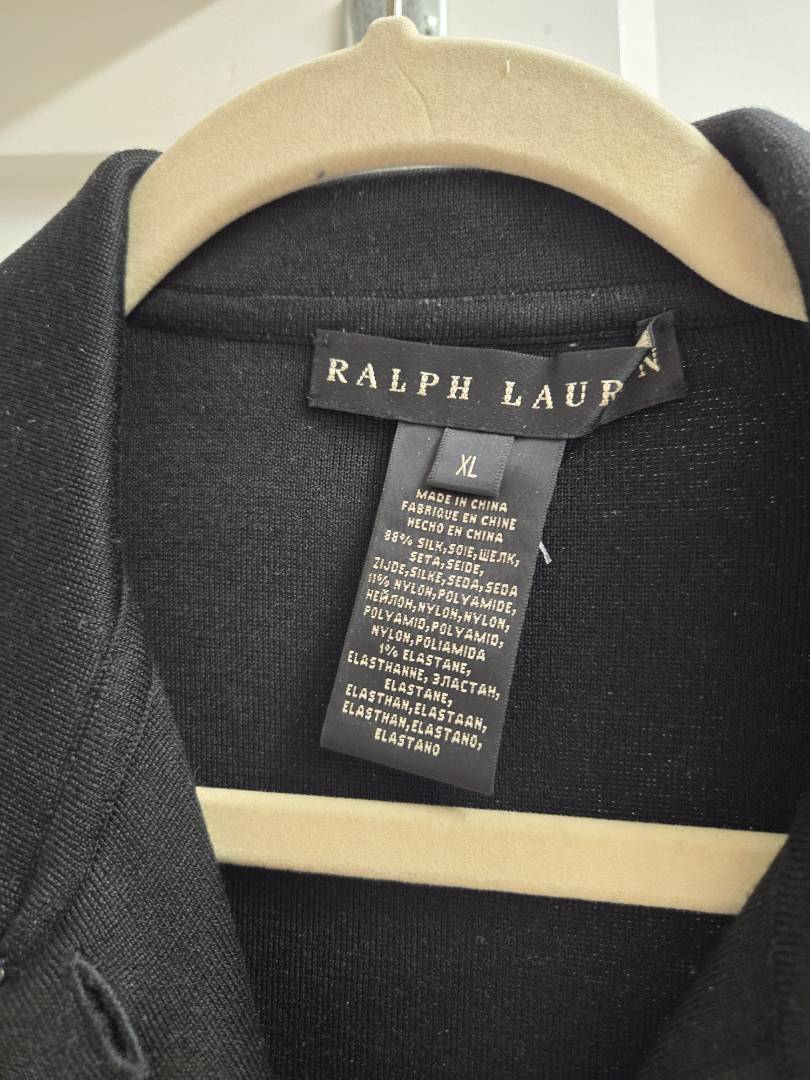 RALPH LAUR N
XL
MADE IN CHINA
FABRIQUE EN CHINE
HECHO EN CHINA
88% SILK,SOIE,ШЕЛК,
SETA,SEIDE,
ZIJDE,SILKE,SEDA,SEDA
11% NYLON,POLYAMIDE,
НЕЙЛОН,NYLON,NYLON,
POLYAMID,POLYAMID,
NYLON,POLIAMIDA
1% ELASTANE,
ELASTHANNE, ЭЛАСТАН,
ELASTANE,
ELASTHAN,ELASTAAN,
ELASTHAN,ELASTANO,
ELASTANO